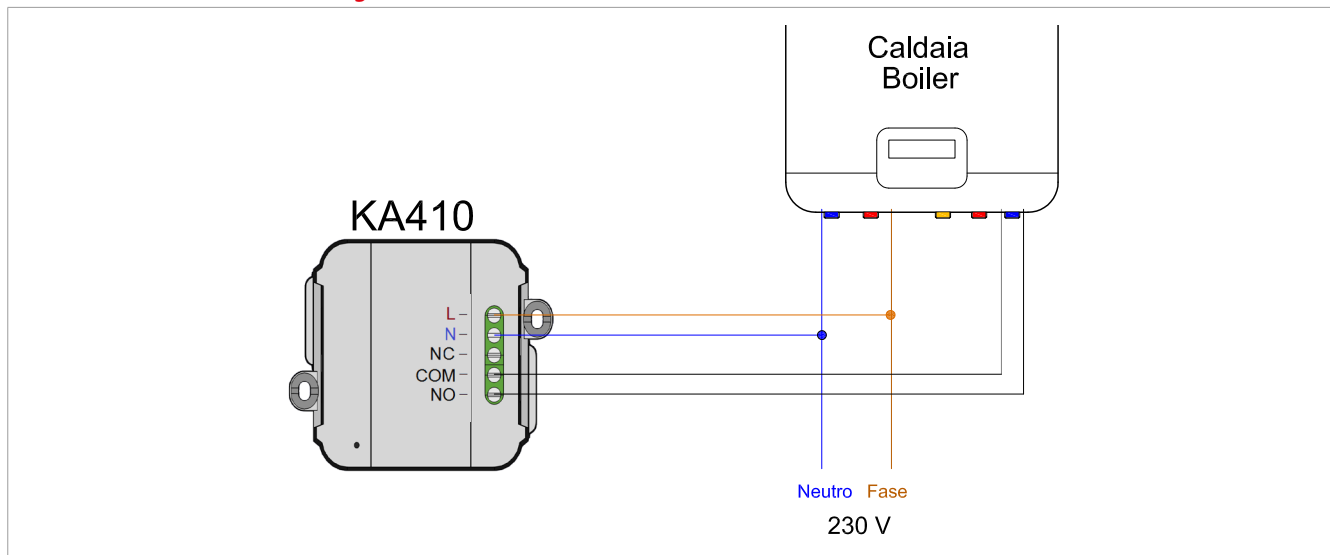 Caldaia
Boiler
KA410
L
N
NC
COM
NO
Neutro Fase
230 V